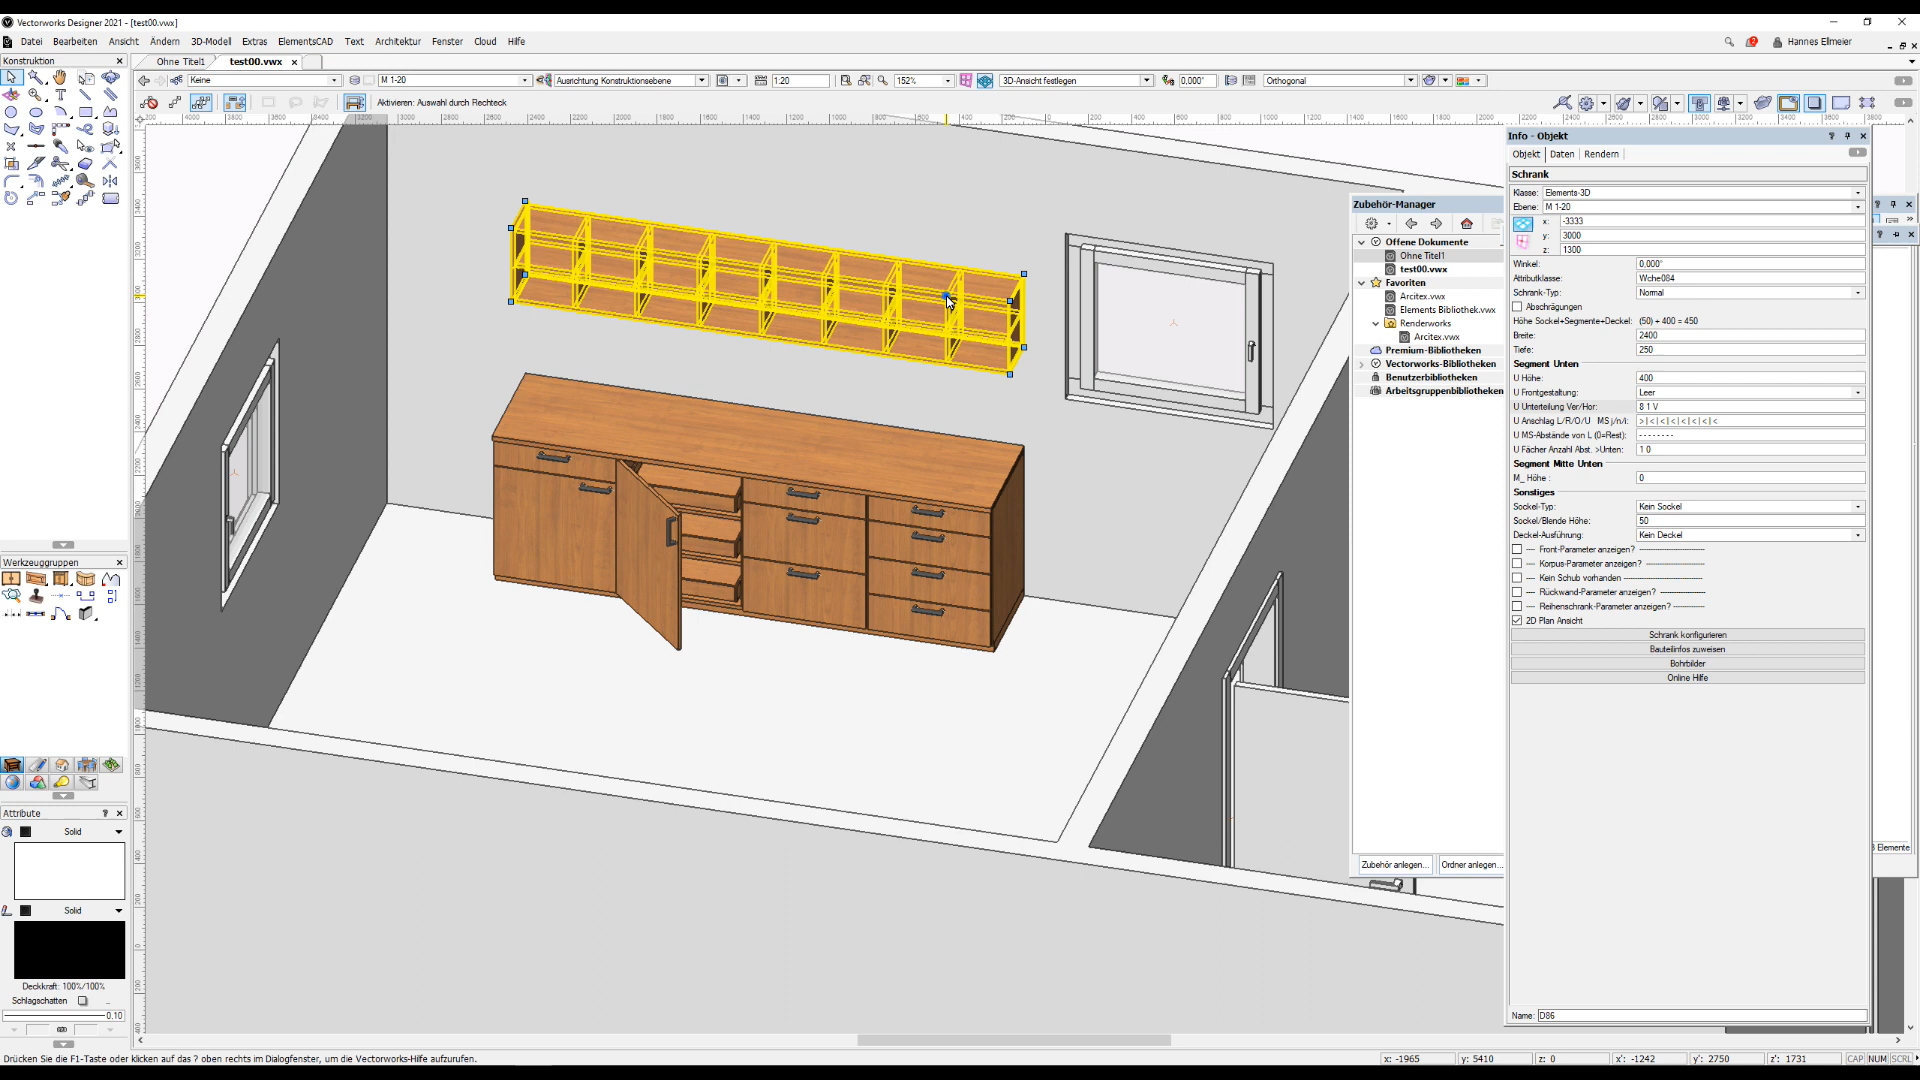 Vectorworks Designer 2021 - [test00.vwx]
Datei Bearbeiten Ansicht Ändern 3D-Modell Extras ElementsCAD Text Architektur Fenster Cloud Hilfe
Hannes Ellmeier
Konstruktion
Ohne Titel1 test00.vwx
Keine M 1-20 Ausrichtung Konstruktionsebene 1:20 152% 3D-Ansicht festlegen 0,000° Orthogonal
Aktivieren: Auswahl durch Rechteck
Info - Objekt
Objekt Daten Rendern
Schrank
Klasse: Elements-3D
Ebene: M 1-20
x: -3333
y: 3000
z: 1300
Winkel: 0,000°
Attributklasse: Wche084
Schrank-Typ: Normal
Abschrägungen
Höhe Sockel+Segmente+Deckel: (50) + 400 = 450
Breite: 2400
Tiefe: 250
Segment Unten
U Höhe: 400
U Frontgestaltung: Leer
U Unterteilung Ver/Hor: 8 1 V
U Anschlag L/R/O/U MS j/n/i: >|<|<|<|<|<|<|<
U MS-Abstände von L (0=Rest): - - - - - - - -
U Fächer Anzahl Abst. >Unten: 1 0
Segment Mitte Unten
M_ Höhe : 0
Sonstiges
Sockel-Typ: Kein Sockel
Sockel/Blende Höhe: 50
Deckel-Ausführung: Kein Deckel
---- Front-Parameter anzeigen? --------------------------
---- Korpus-Parameter anzeigen? ----------------------
---- Kein Schub vorhanden --------------------------------
---- Rückwand-Parameter anzeigen? ------------------
---- Reihenschrank-Parameter anzeigen? -------------
2D Plan Ansicht
Schrank konfigurieren
Bauteilinfos zuweisen
Bohrbilder
Online Hilfe
Name: D86
Zubehör-Manager
Offene Dokumente
Ohne Titel1
test00.vwx
Favoriten
Arcitex.vwx
Elements Bibliothek.vwx
Renderworks
Arcitex.vwx
Premium-Bibliotheken
Vectorworks-Bibliotheken
Benutzerbibliotheken
Arbeitsgruppenbibliotheken
Zubehör anlegen... Ordner anlegen...
Elemente
Werkzeuggruppen
Attribute
Solid
Solid
Deckkraft: 100%/100%
Schlagschatten
0,10
Drücken Sie die F1-Taste oder klicken auf das ? oben rechts im Dialogfenster, um die Vectorworks-Hilfe aufzurufen.
x: -1965 y: 5410 z: 0 x': -1242 y': 2750 z': 1731 CAP NUM SCRL